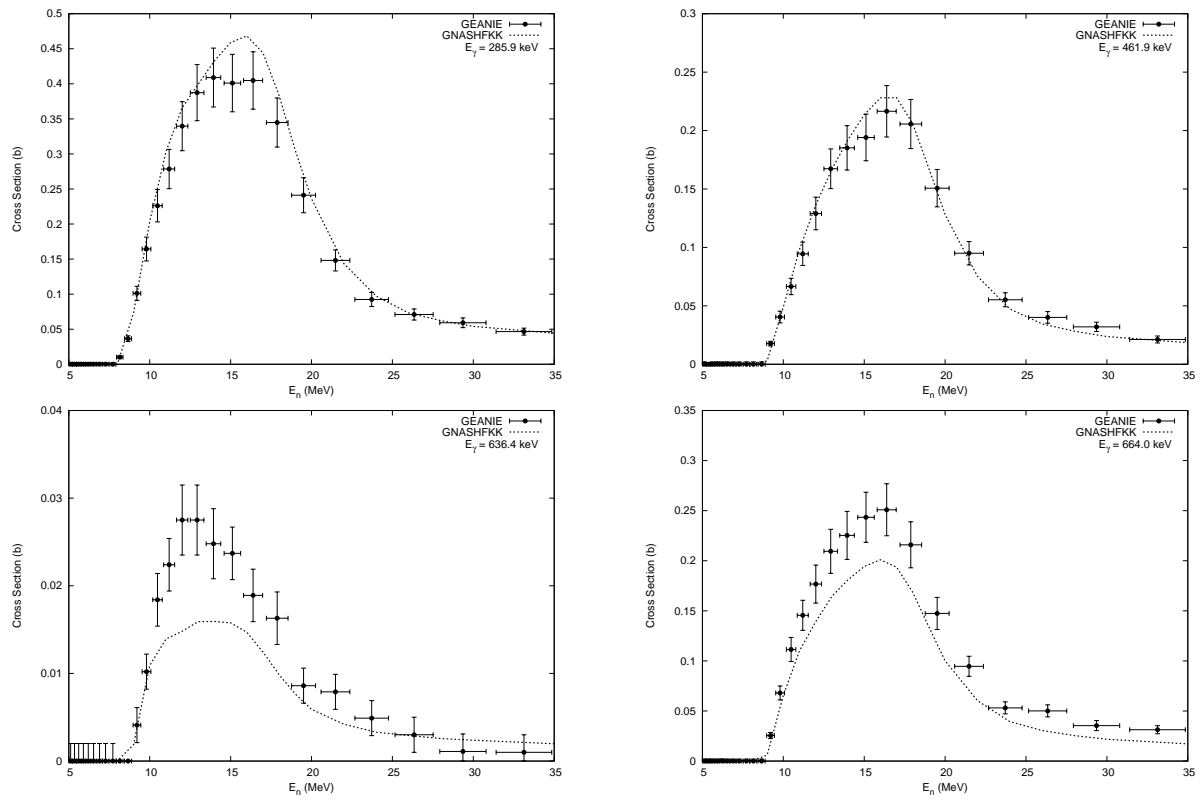 0.5
0.45
0.4
0.35
0.3
0.25
0.2
0.15
0.1
0.05
0
5 10 15 20 25 30 35
Cross Section (b)
E_n (MeV)
GEANIE
GNASHFKK
E_γ = 285.9 keV
0.3
0.25
0.2
0.15
0.1
0.05
0
5 10 15 20 25 30 35
Cross Section (b)
E_n (MeV)
GEANIE
GNASHFKK
E_γ = 461.9 keV
0.04
0.03
0.02
0.01
0
5 10 15 20 25 30 35
Cross Section (b)
E_n (MeV)
GEANIE
GNASHFKK
E_γ = 636.4 keV
0.35
0.3
0.25
0.2
0.15
0.1
0.05
0
5 10 15 20 25 30 35
Cross Section (b)
E_n (MeV)
GEANIE
GNASHFKK
E_γ = 664.0 keV